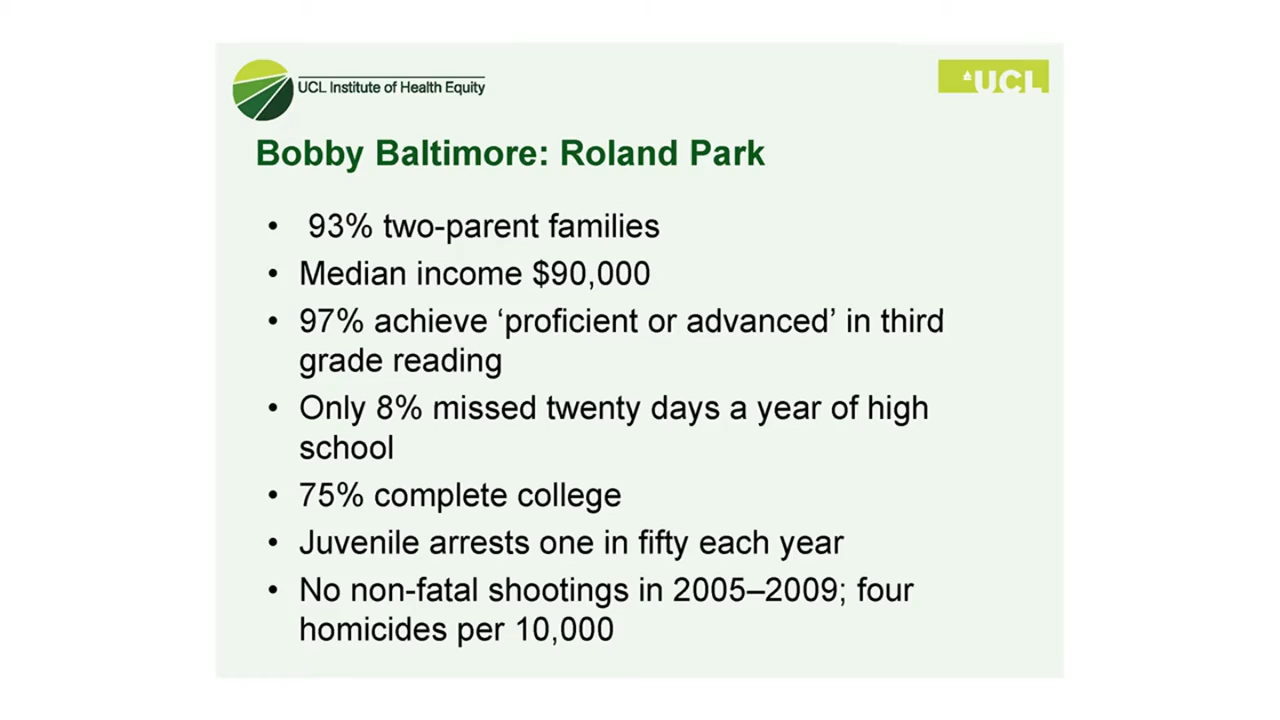 UCL Institute of Health Equity
UCL
Bobby Baltimore: Roland Park
• 93% two-parent families
• Median income $90,000
• 97% achieve ‘proficient or advanced’ in third
grade reading
• Only 8% missed twenty days a year of high
school
• 75% complete college
• Juvenile arrests one in fifty each year
• No non-fatal shootings in 2005–2009; four
homicides per 10,000